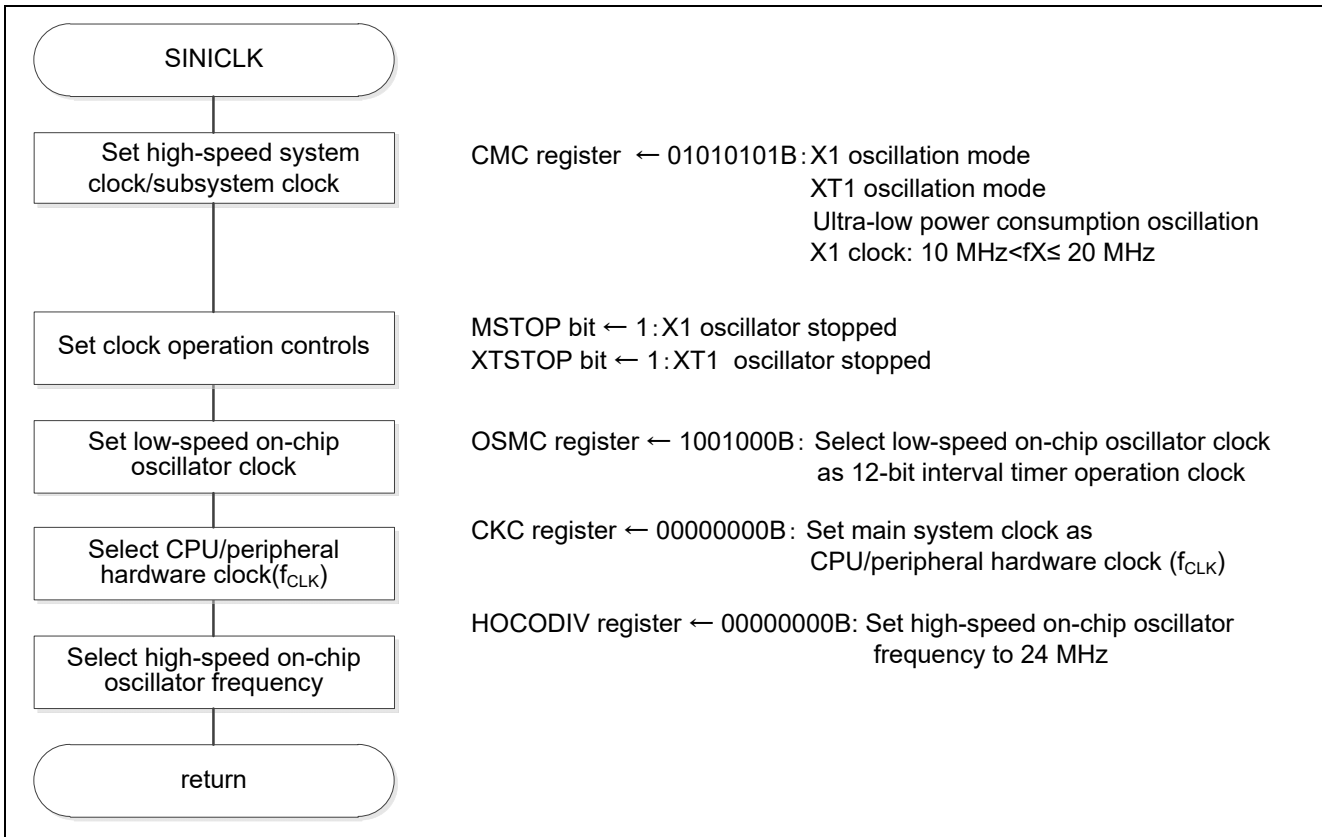 SINICLK
Set high-speed system
clock/subsystem clock
CMC register ← 01010101B：X1 oscillation mode
XT1 oscillation mode
Ultra-low power consumption oscillation
X1 clock: 10 MHz<fX≤ 20 MHz
Set clock operation controls
MSTOP bit ← 1：X1 oscillator stopped
XTSTOP bit ← 1：XT1 oscillator stopped
Set low-speed on-chip
oscillator clock
OSMC register ← 1001000B： Select low-speed on-chip oscillator clock
as 12-bit interval timer operation clock
Select CPU/peripheral
hardware clock(fCLK)
CKC register ← 00000000B： Set main system clock as
CPU/peripheral hardware clock (fCLK)
Select high-speed on-chip
oscillator frequency
HOCODIV register ← 00000000B: Set high-speed on-chip oscillator
frequency to 24 MHz
return